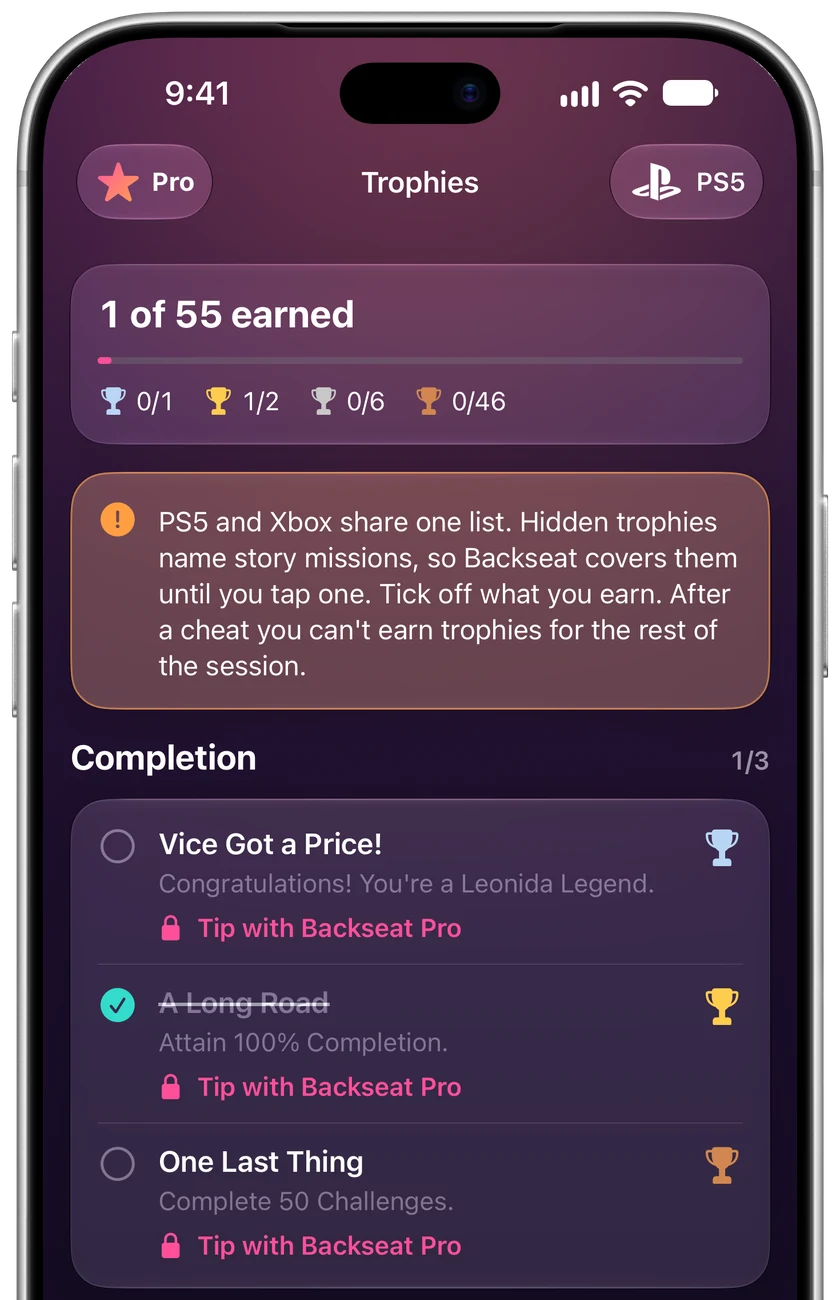 9:41
Pro
Trophies
PS5
1 of 55 earned
0/1
1/2
0/6
0/46
PS5 and Xbox share one list. Hidden trophies
name story missions, so Backseat covers them
until you tap one. Tick off what you earn. After
a cheat you can't earn trophies for the rest of
the session.
Completion
1/3
Vice Got a Price!
Congratulations! You're a Leonida Legend.
Tip with Backseat Pro
A Long Road
Attain 100% Completion.
Tip with Backseat Pro
One Last Thing
Complete 50 Challenges.
Tip with Backseat Pro